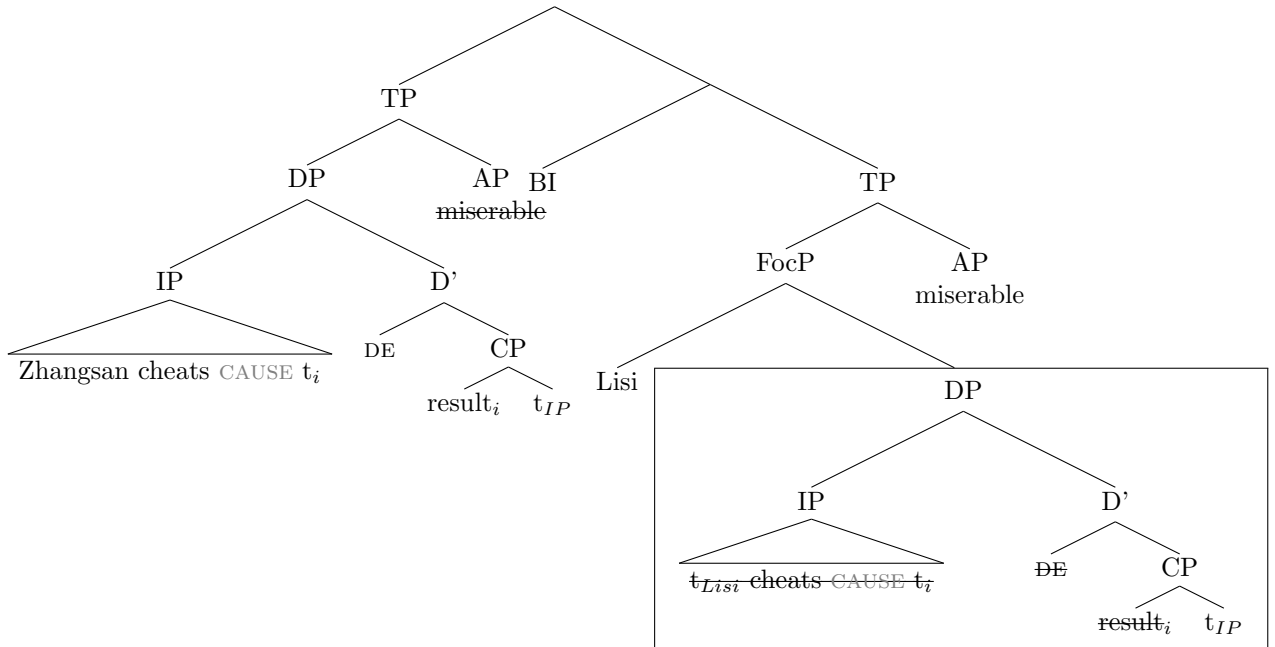 TP
DP AP BI TP
miserable
IP D' FocP AP
miserable
DE CP
Zhangsan cheats CAUSE t_i
result_i t_IP
Lisi DP
IP D'
DE CP
t_Lisi cheats CAUSE t_i
result_i t_IP